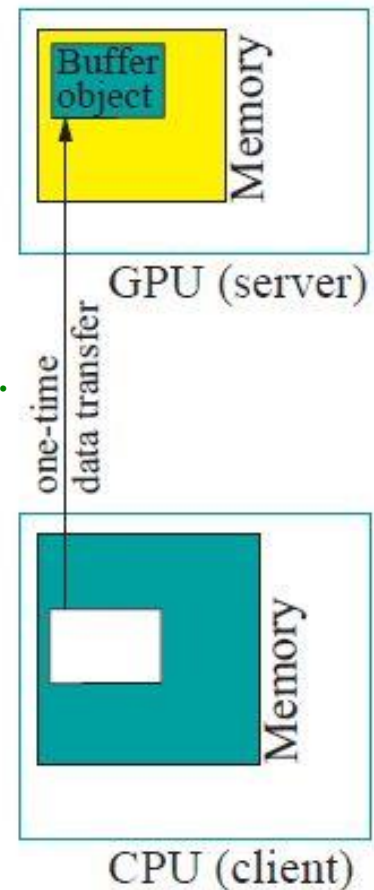 Buffer
object
Memory
GPU (server)
one-time
data transfer
Memory
CPU (client)